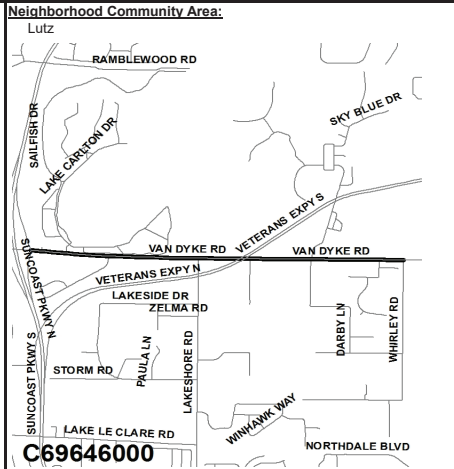 Neighborhood Community Area:
Lutz
RAMBLEWOOD RD
SKY BLUE DR
SAILFISH DR
LAKE CARLTON DR
VETERANS EXPY S
VAN DYKE RD
VAN DYKE RD
SUNCOAST PKWY N
VETERANS EXPY N
LAKESIDE DR
ZELMA RD
DARBY LN
WHIRLEY RD
SUNCOAST PKWY S
PAULA LN
LAKESHORE RD
STORM RD
WINHAWK WAY
LAKE LE CLARE RD
NORTHDALE BLVD
C69646000